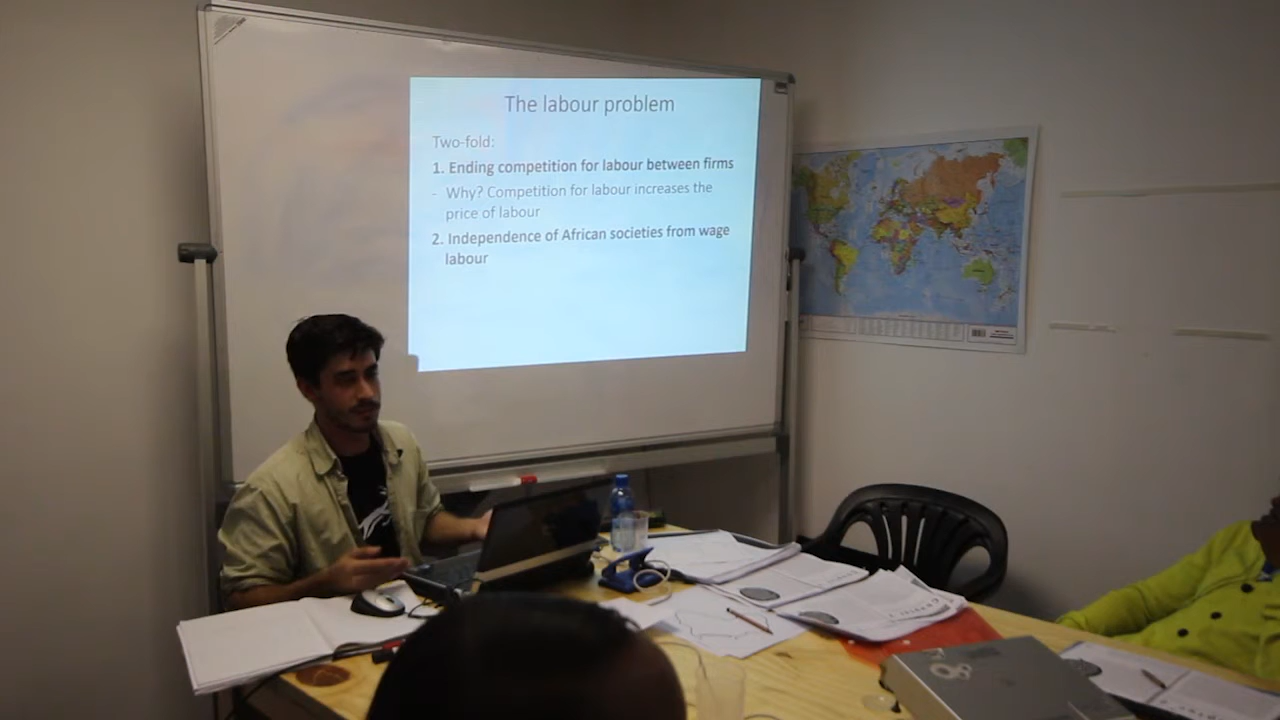 The labour problem
Two-fold:
1. Ending competition for labour between firms
- Why? Competition for labour increases the
price of labour
2. Independence of African societies from wage
labour